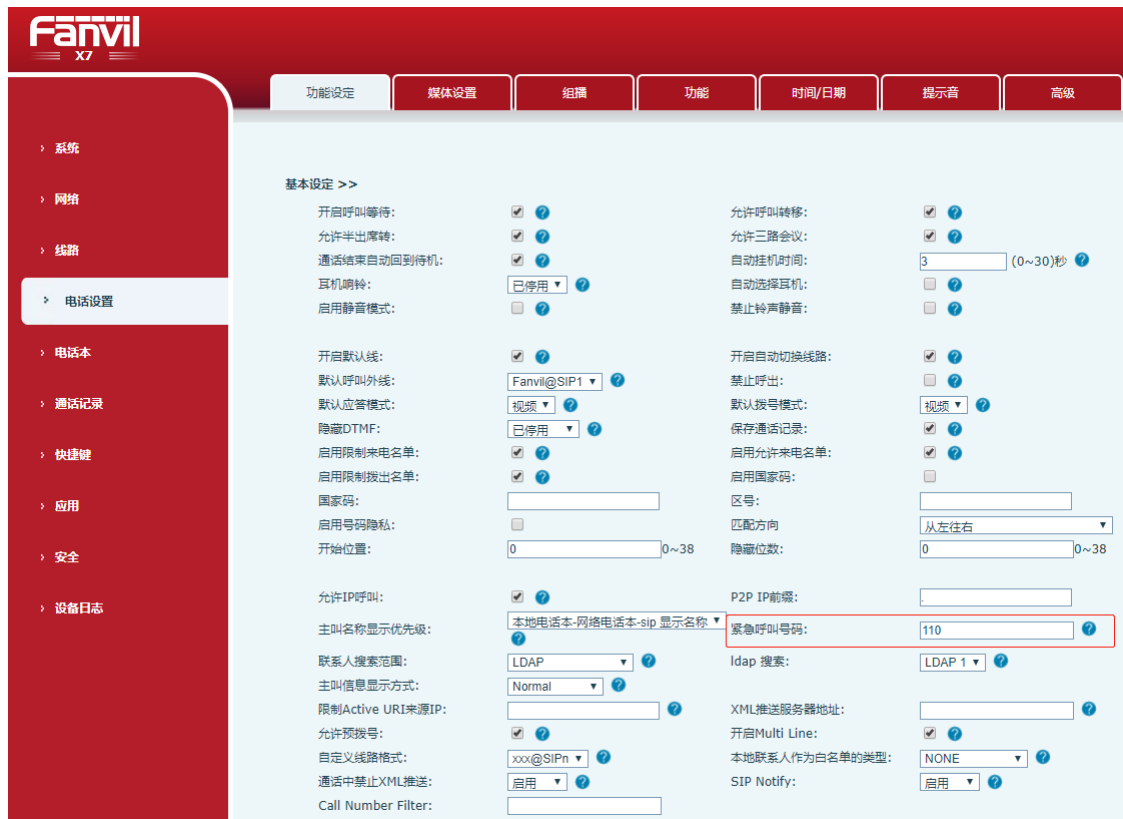 Fanvil
X7
功能设定 媒体设置 组播 功能 时间/日期 提示音 高级
› 系统
› 网络
› 线路
› 电话设置
› 电话本
› 通话记录
› 快捷键
› 应用
› 安全
› 设备日志
基本设定 >>
开启呼叫等待: ? 允许呼叫转移: ?
允许半出席转: ? 允许三路会议: ?
通话结束自动回到待机: ? 自动挂机时间: 3 (0~30)秒 ?
耳机响铃: 已停用 ? 自动选择耳机: ?
启用静音模式: ? 禁止铃声静音: ?
开启默认线: ? 开启自动切换线路: ?
默认呼叫外线: Fanvil@SIP1 ? 禁止呼出: ?
默认应答模式: 视频 ? 默认拨号模式: 视频 ?
隐藏DTMF: 已停用 ? 保存通话记录: ?
启用限制来电名单: ? 启用允许来电名单: ?
启用限制拨出名单: ? 启用国家码:
国家码: 区号:
启用号码隐私: 匹配方向 从左往右
开始位置: 0 0~38 隐藏位数: 0 0~38
允许IP呼叫: ? P2P IP前缀: .
主叫名称显示优先级: 本地电话本-网络电话本-sip 显示名称 ? 紧急呼叫号码: 110 ?
联系人搜索范围: LDAP ? ldap 搜索: LDAP 1 ?
主叫信息显示方式: Normal ?
限制Active URI来源IP: ? XML推送服务器地址: ?
允许预拨号: ? 开启Multi Line: ?
自定义线路格式: xxx@SIPn ? 本地联系人作为白名单的类型: NONE ?
通话中禁止XML推送: 启用 ? SIP Notify: 启用 ?
Call Number Filter: